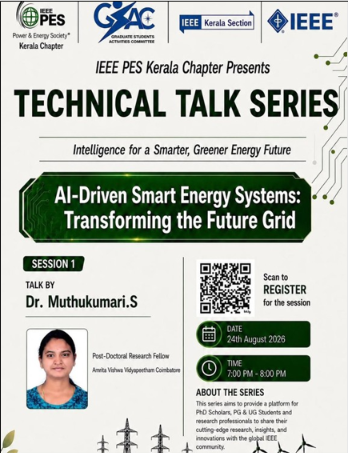 IEEE
PES
Power & Energy Society®
Kerala Chapter
GSAC
GRADUATE STUDENTS
ACTIVITIES COMMITTEE
IEEE Kerala Section
IEEE
IEEE PES Kerala Chapter Presents
TECHNICAL TALK SERIES
Intelligence for a Smarter, Greener Energy Future
AI-Driven Smart Energy Systems:
Transforming the Future Grid
SESSION 1
TALK BY
Dr. Muthukumari.S
Post-Doctoral Research Fellow
Amrita Vishwa Vidyapeetham Coimbatore
Scan to
REGISTER
for the session
DATE
24th August 2026
TIME
7:00 PM - 8:00 PM
ABOUT THE SERIES
This series aims to provide a platform for
PhD Scholars, PG & UG Students and
research professionals to share their
cutting-edge research, insights, and
innovations with the global IEEE
community.